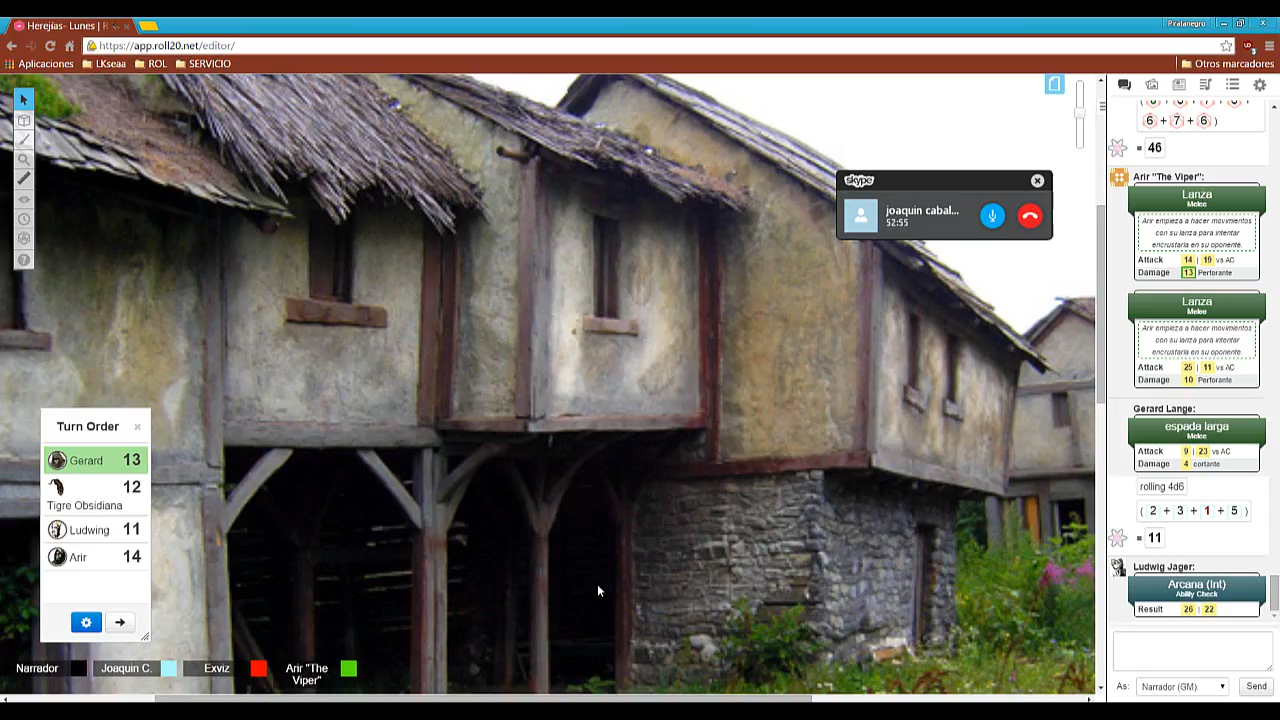 Herejías- Lunes | R
Piratanegro
https://app.roll20.net/editor/
Aplicaciones
LKseaa
ROL
SERVICIO
Otros marcadores
6 + 7 + 6 )
= 46
skype
joaquin cabal...
52:55
Arir "The Viper":
Lanza
Melee
Arir empieza a hacer movimientos
con su lanza para intentar
encrustarla en su oponente.
Attack 14 | 19 vs AC
Damage 13 Perforante
Lanza
Melee
Arir empieza a hacer movimientos
con su lanza para intentar
encrustarla en su oponente.
Attack 25 | 11 vs AC
Damage 10 Perforante
Gerard Lange:
espada larga
Melee
Attack 9 | 23 vs AC
Damage 4 cortante
rolling 4d6
( 2 + 3 + 1 + 5 )
= 11
Ludwig Jager:
Arcana (Int)
Ability Check
Result 26 | 22
As: Narrador (GM)
Send
Turn Order
Gerard 13
12
Tigre Obsidiana
Ludwing 11
Arir 14
Narrador
Joaquin C.
Exviz
Arir "The
Viper"